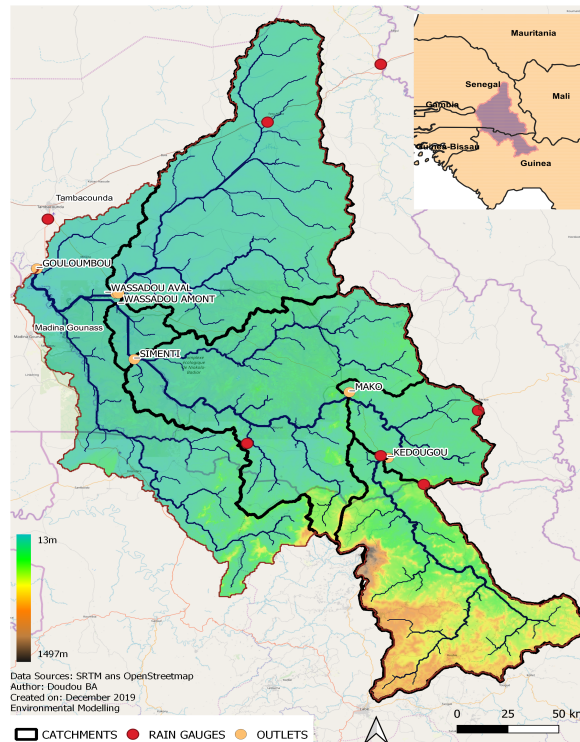 Mauritania
Senegal
Mali
Gambia
Guinea-Bissau
Guinea
Tambacounda
GOULOUMBOU
WASSADOU AVAL
WASSADOU AMONT
Madina Gounass
SIMENTI
MAKO
KEDOUGOU
13m
1497m
Data Sources: SRTM ans OpenStreetmap
Author: Doudou BA
Created on: December 2019
Environmental Modelling
0 25 50 km
CATCHMENTS RAIN GAUGES OUTLETS